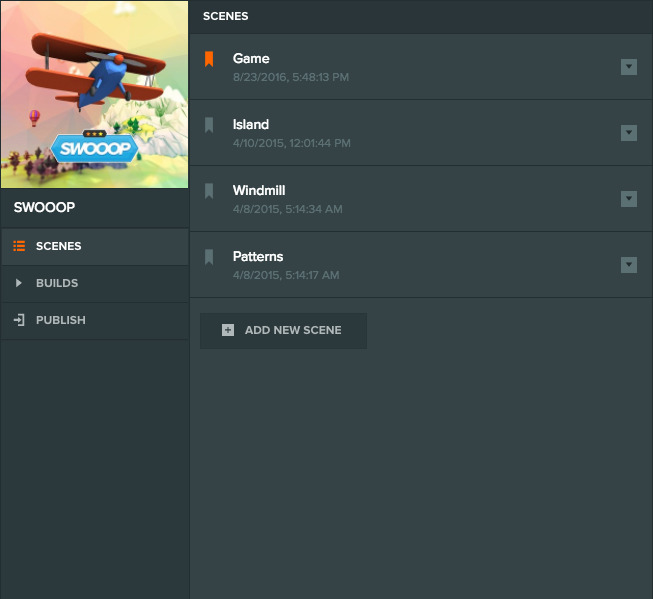 SWOOOP
SWOOOP
SCENES
BUILDS
PUBLISH
SCENES
Game
8/23/2016, 5:48:13 PM
Island
4/10/2015, 12:01:44 PM
Windmill
4/8/2015, 5:14:34 AM
Patterns
4/8/2015, 5:14:17 AM
ADD NEW SCENE